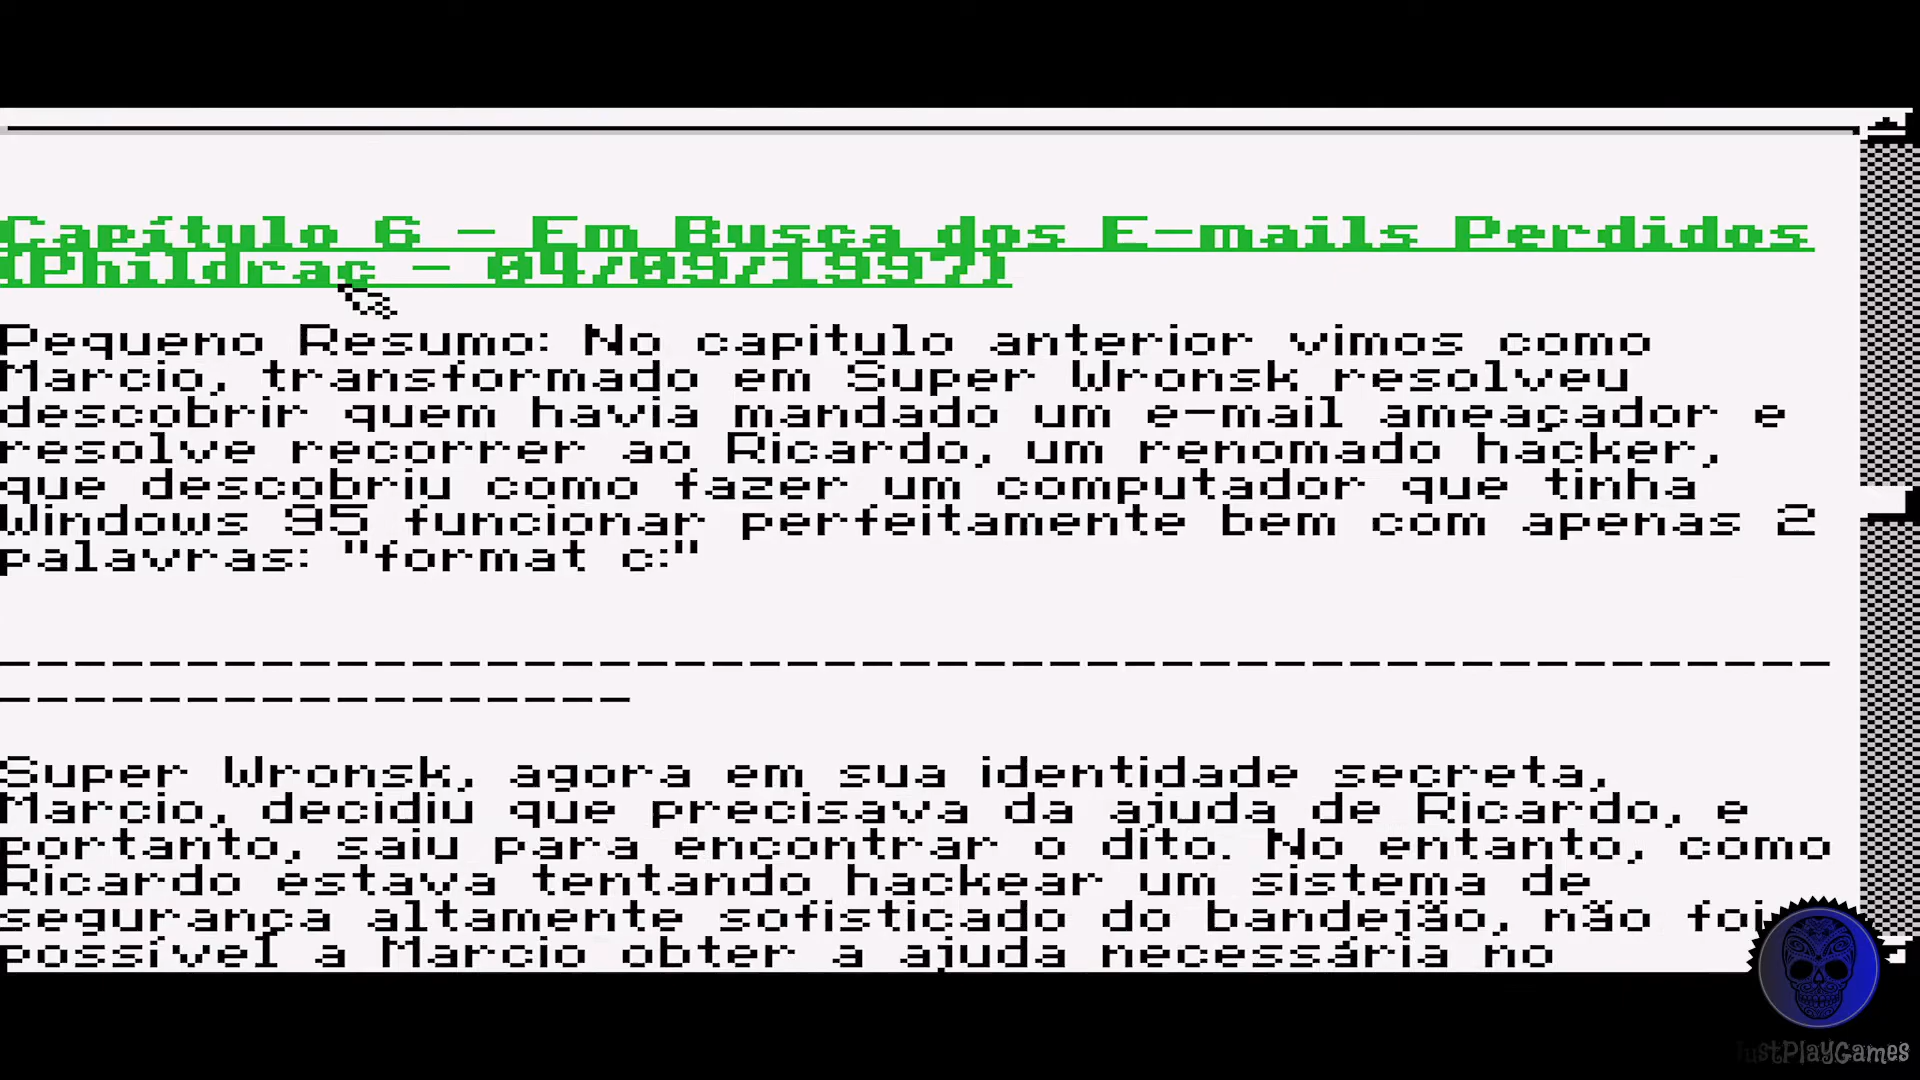 Capítulo 6 - Em Busca dos E-mails Perdidos
(Phildrac - 04/09/1997)
Pequeno Resumo: No capitulo anterior vimos como
Marcio, transformado em Super Wronsk resolveu
descobrir quem havia mandado um e-mail ameaçador e
resolve recorrer ao Ricardo, um renomado hacker,
que descobriu como fazer um computador que tinha
Windows 95 funcionar perfeitamente bem com apenas 2
palavras: "format c:"
-------------------------------------------------
-----------------
Super Wronsk, agora em sua identidade secreta,
Marcio, decidiu que precisava da ajuda de Ricardo, e
portanto, saiu para encontrar o dito. No entanto, como
Ricardo estava tentando hackear um sistema de
segurança altamente sofisticado do bandejão, não foi
possível a Marcio obter a ajuda necessária no
JustPlayGames